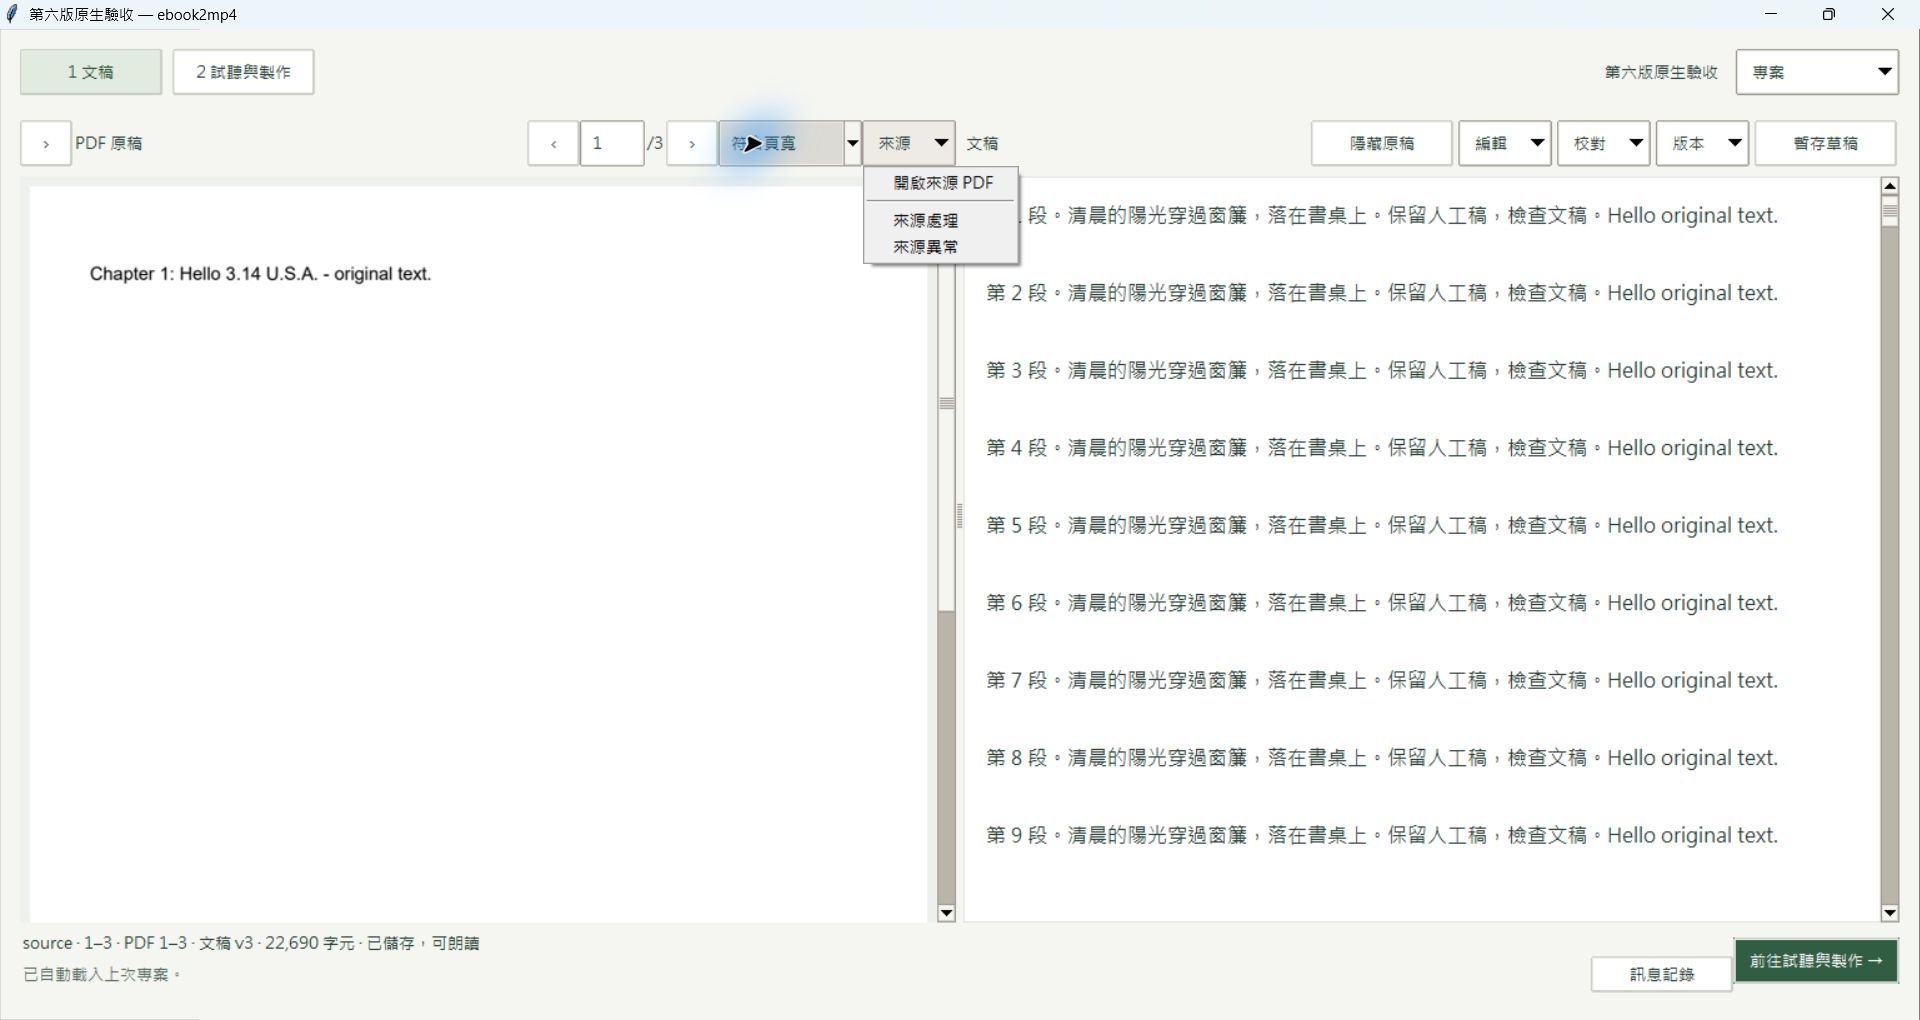 第六版原生驗收 — ebook2mp4
1 文稿
2 試聽與製作
第六版原生驗收
專案
› PDF 原稿
‹ 1 /3 ›
符 頁寬
來源
文稿
隱藏原稿
編輯
校對
版本
暫存草稿
開啟來源 PDF
來源處理
來源異常
Chapter 1: Hello 3.14 U.S.A. - original text.
段。清晨的陽光穿過窗簾，落在書桌上。保留人工稿，檢查文稿。Hello original text.
第 2 段。清晨的陽光穿過窗簾，落在書桌上。保留人工稿，檢查文稿。Hello original text.
第 3 段。清晨的陽光穿過窗簾，落在書桌上。保留人工稿，檢查文稿。Hello original text.
第 4 段。清晨的陽光穿過窗簾，落在書桌上。保留人工稿，檢查文稿。Hello original text.
第 5 段。清晨的陽光穿過窗簾，落在書桌上。保留人工稿，檢查文稿。Hello original text.
第 6 段。清晨的陽光穿過窗簾，落在書桌上。保留人工稿，檢查文稿。Hello original text.
第 7 段。清晨的陽光穿過窗簾，落在書桌上。保留人工稿，檢查文稿。Hello original text.
第 8 段。清晨的陽光穿過窗簾，落在書桌上。保留人工稿，檢查文稿。Hello original text.
第 9 段。清晨的陽光穿過窗簾，落在書桌上。保留人工稿，檢查文稿。Hello original text.
source · 1–3 · PDF 1–3 · 文稿 v3 · 22,690 字元 · 已儲存，可朗讀
已自動載入上次專案。
訊息記錄
前往試聽與製作 →